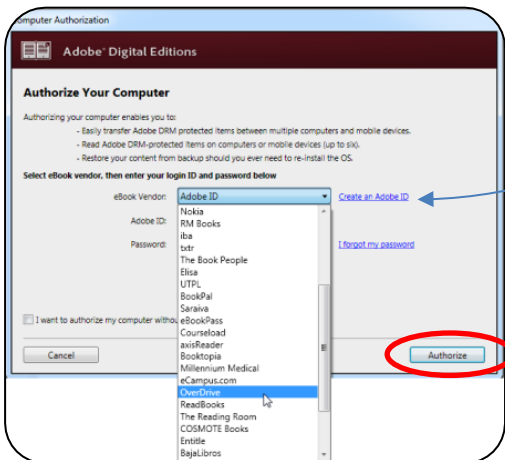 omputer Authorization
Adobe® Digital Editions
Authorize Your Computer
Authorizing your computer enables you to:
- Easily transfer Adobe DRM protected items between multiple computers and mobile devices.
- Read Adobe DRM-protected items on computers or mobile devices (up to six).
- Restore your content from backup should you ever need to re-install the OS.
Select eBook vendor, then enter your login ID and password below
eBook Vendor: Adobe ID Create an Adobe ID
Adobe ID:
Password: I forgot my password
Nokia
RM Books
iba
txtr
The Book People
Elisa
UTPL
BookPal
Saraiva
eBookPass
Courseload
axisReader
Booktopia
Millennium Medical
eCampus.com
OverDrive
ReadBooks
The Reading Room
COSMOTE Books
Entitle
BajaLibros
I want to authorize my computer witho
Cancel Authorize